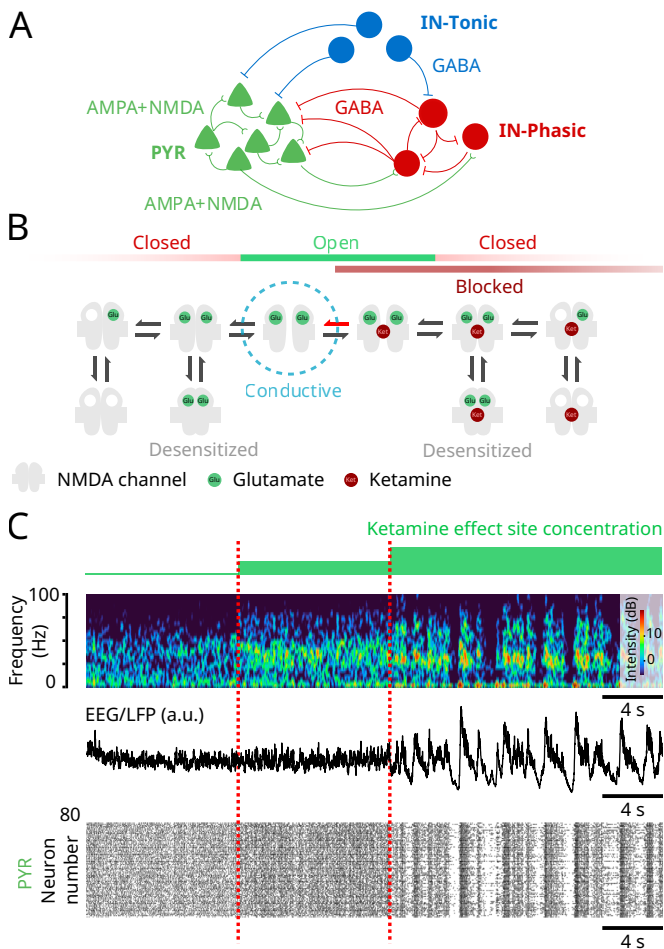 A
IN-Tonic
GABA
AMPA+NMDA
GABA
IN-Phasic
PYR
AMPA+NMDA
B
Closed
Open
Closed
Blocked
Glu
Glu
Glu
Glu
Glu
Glu
Glu
Ket
Glu
Glu
Ket
Glu
Ket
Conductive
Glu
Glu
Glu
Glu
Ket
Ket
Desensitized
Desensitized
NMDA channel
Glu
Glutamate
Ket
Ketamine
C
Ketamine effect site concentration
100
Frequency
(Hz)
0
Intensity (dB)
10
0
4 s
EEG/LFP (a.u.)
4 s
80
PYR
Neuron
number
4 s